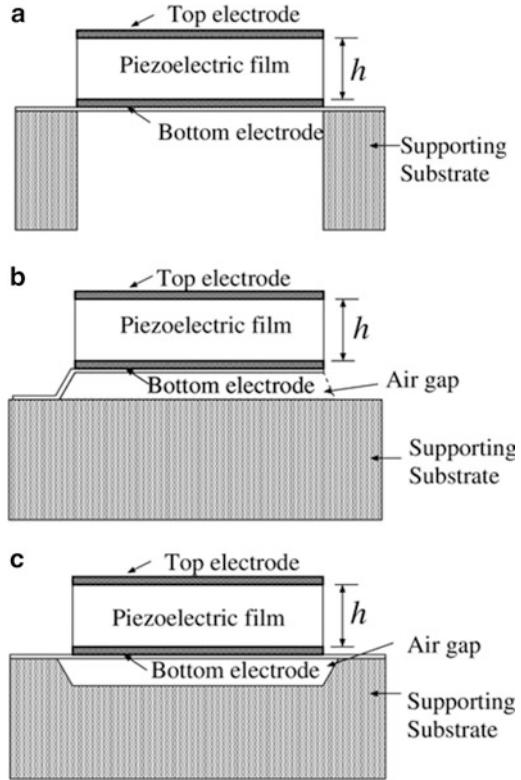 a
Top electrode
Piezoelectric film
h
Bottom electrode
Supporting
Substrate
b
Top electrode
Piezoelectric film
h
Bottom electrode
Air gap
Supporting
Substrate
c
Top electrode
Piezoelectric film
h
Air gap
Bottom electrode
Supporting
Substrate